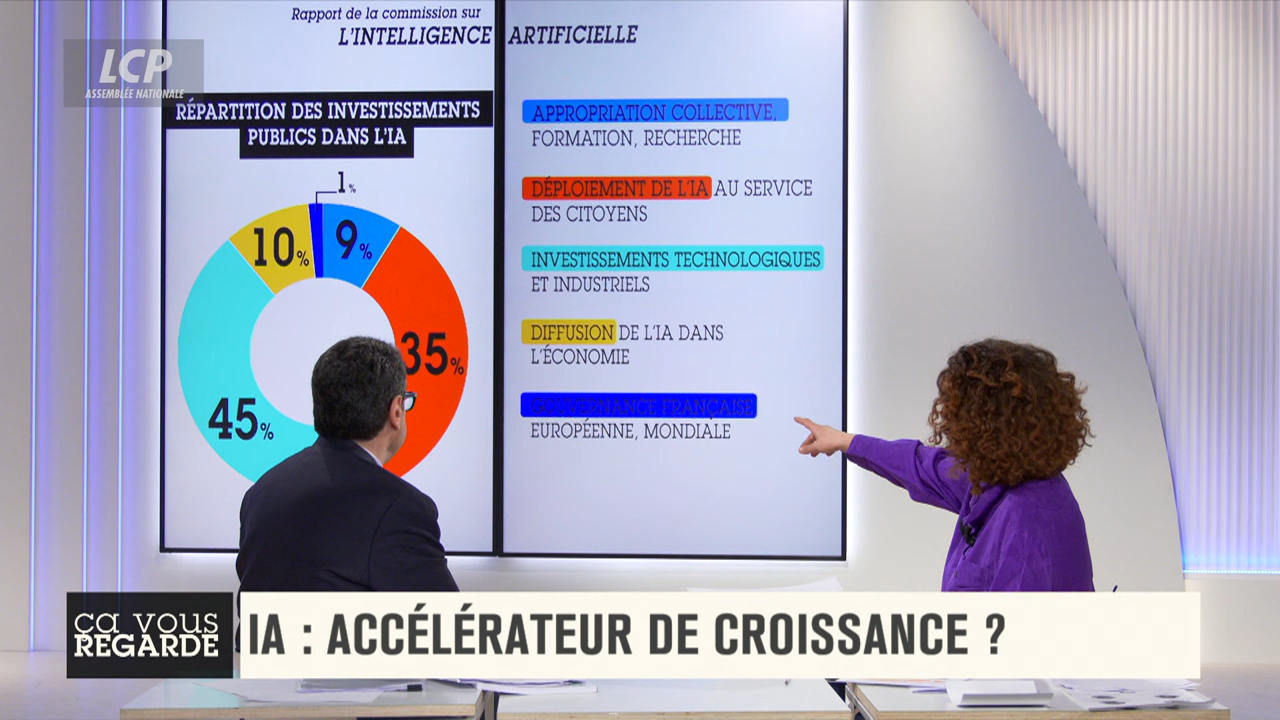 Rapport de la commission sur
L'INTELLIGENCE ARTIFICIELLE
LCP
ASSEMBLÉE NATIONALE
RÉPARTITION DES INVESTISSEMENTS
PUBLICS DANS L'IA
1%
9%
10%
35%
45%
APPROPRIATION COLLECTIVE,
FORMATION, RECHERCHE
DÉPLOIEMENT DE L'IA AU SERVICE
DES CITOYENS
INVESTISSEMENTS TECHNOLOGIQUES
ET INDUSTRIELS
DIFFUSION DE L'IA DANS
L'ÉCONOMIE
GOUVERNANCE FRANÇAISE
EUROPÉENNE, MONDIALE
ça vous
REGARDE
IA : ACCÉLÉRATEUR DE CROISSANCE ?